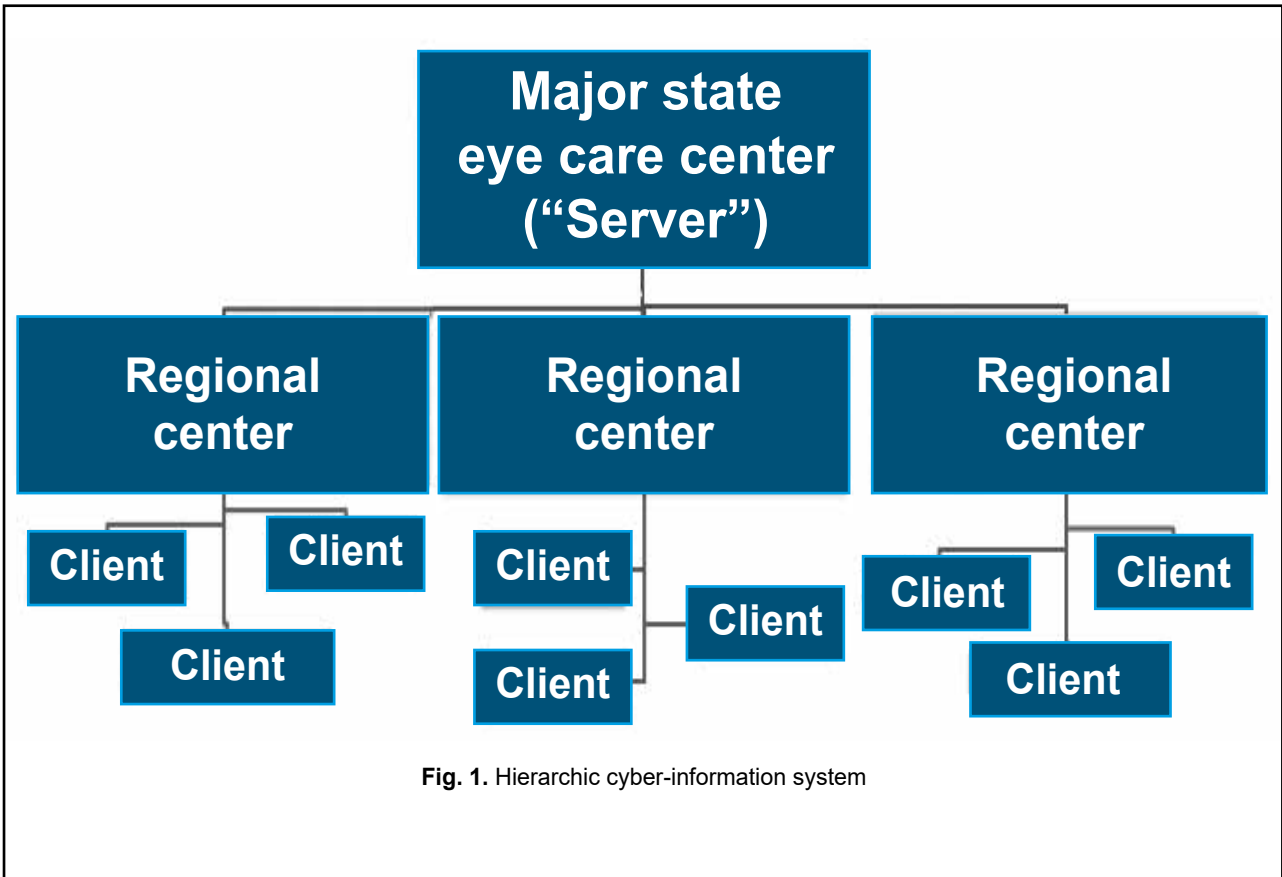 Major state
eye care center
(“Server”)
Regional
center
Regional
center
Regional
center
Client
Client
Client
Client
Client
Client
Client
Client
Client
Fig. 1. Hierarchic cyber-information system